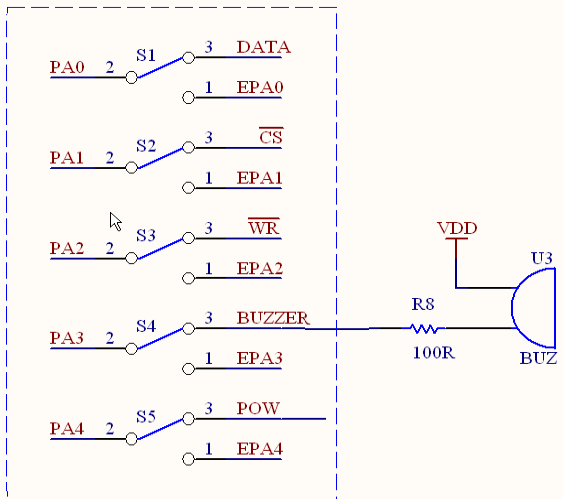 S1 3 DATA
PA0 2
1 EPA0
S2 3 C̅S̅
PA1 2
1 EPA1
S3 3 W̅R̅
PA2 2
1 EPA2
S4 3 BUZZER
PA3 2
1 EPA3
S5 3 POW
PA4 2
1 EPA4
VDD
U3
R8
100R
BUZ